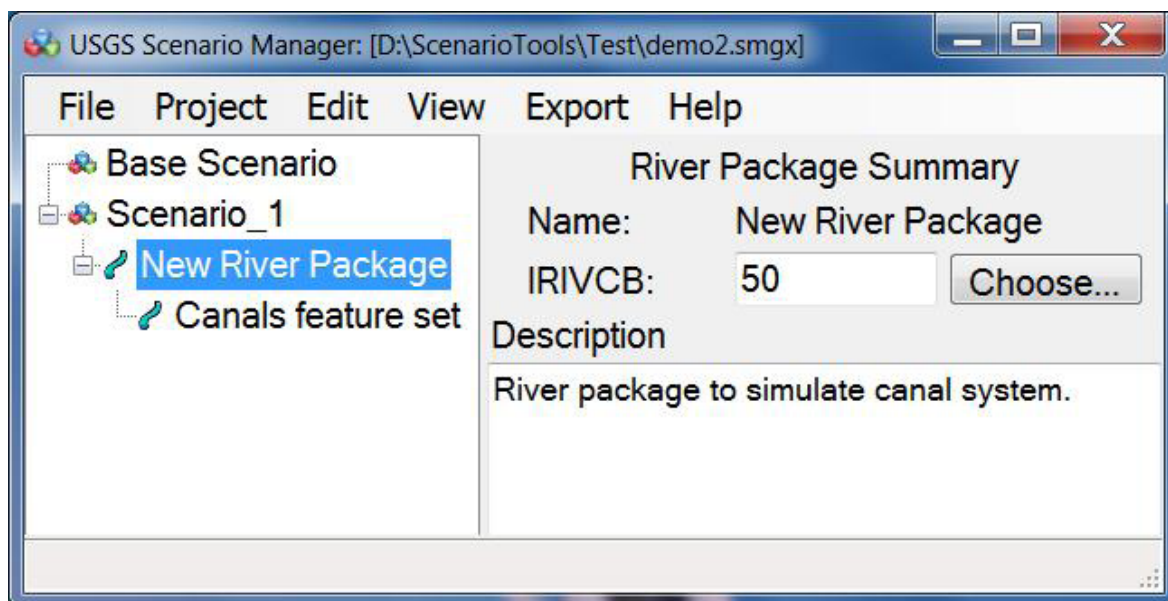 USGS Scenario Manager: [D:\ScenarioTools\Test\demo2.smgx]
File Project Edit View Export Help
Base Scenario
Scenario_1
New River Package
Canals feature set
River Package Summary
Name: New River Package
IRIVCB: 50 Choose...
Description
River package to simulate canal system.